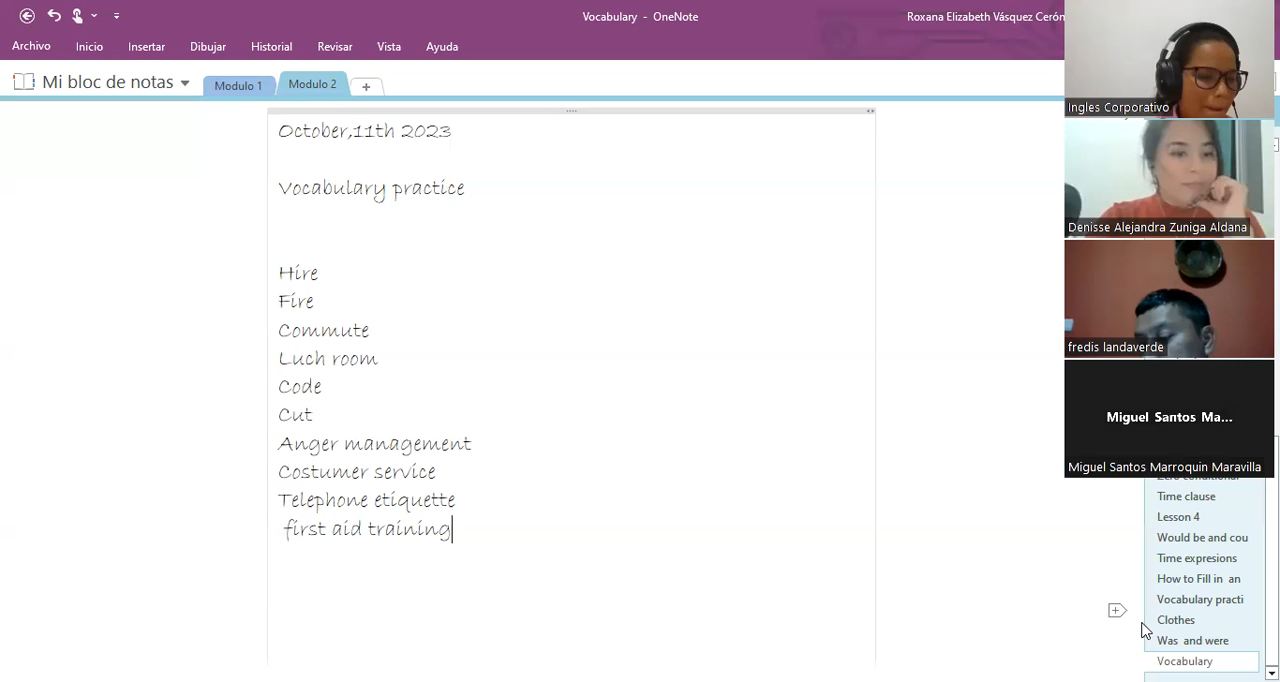 Vocabulary - OneNote
Roxana Elizabeth Vásquez Cerón
Archivo Inicio Insertar Dibujar Historial Revisar Vista Ayuda
Mi bloc de notas Modulo 1 Modulo 2 +
October,11th 2023
Vocabulary practice
Hire
Fire
Commute
Luch room
Code
Cut
Anger management
Costumer service
Telephone etiquette
first aid training
Ingles Corporativo
Denisse Alejandra Zuniga Aldana
fredis landaverde
Miguel Santos Ma...
Miguel Santos Marroquin Maravilla
Zero conditional
Time clause
Lesson 4
Would be and cou
Time expresions
How to Fill in an
Vocabulary practi
Clothes
Was and were
Vocabulary